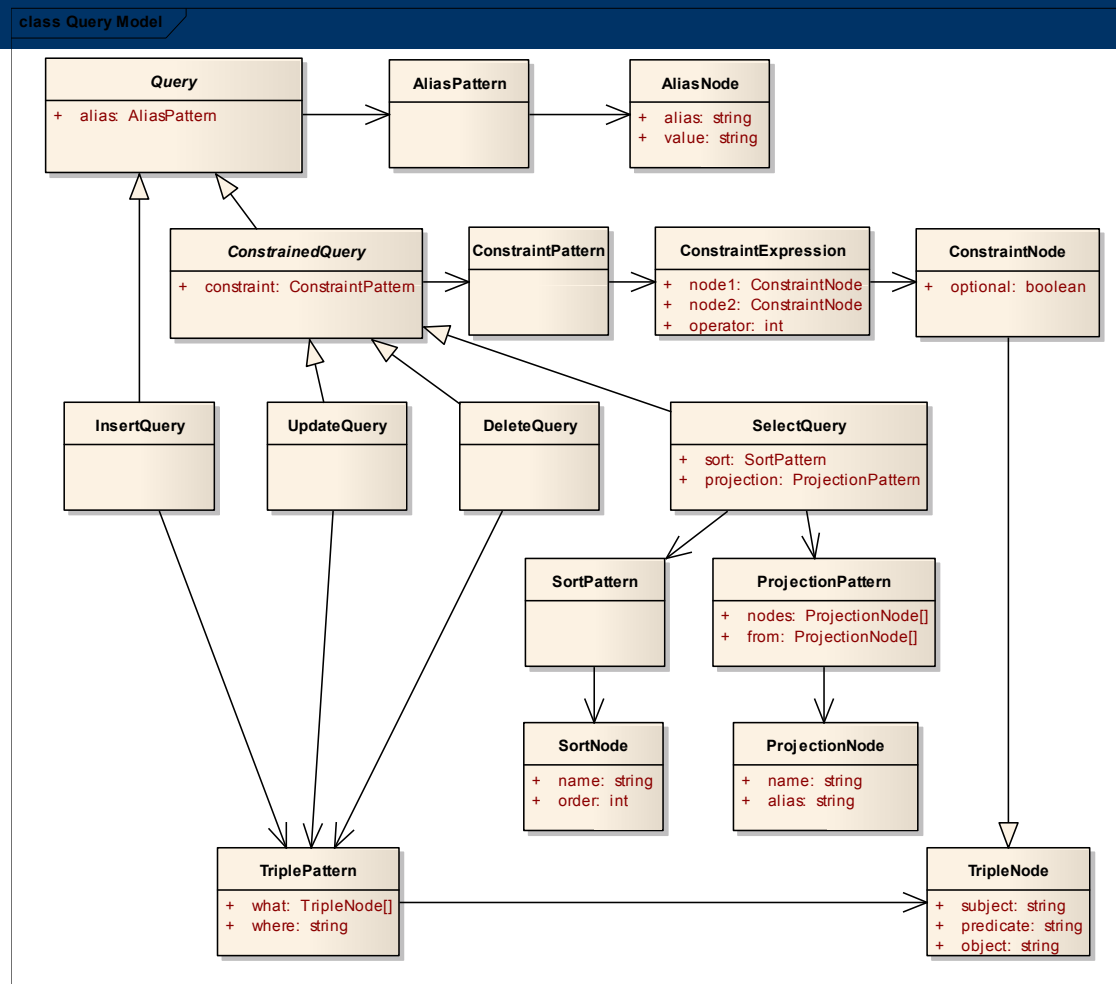 class Query Model
Query
+ alias: AliasPattern
AliasPattern
AliasNode
+ alias: string
+ value: string
ConstrainedQuery
+ constraint: ConstraintPattern
ConstraintPattern
ConstraintExpression
+ node1: ConstraintNode
+ node2: ConstraintNode
+ operator: int
ConstraintNode
+ optional: boolean
InsertQuery
UpdateQuery
DeleteQuery
SelectQuery
+ sort: SortPattern
+ projection: ProjectionPattern
SortPattern
ProjectionPattern
+ nodes: ProjectionNode[]
+ from: ProjectionNode[]
SortNode
+ name: string
+ order: int
ProjectionNode
+ name: string
+ alias: string
TriplePattern
+ what: TripleNode[]
+ where: string
TripleNode
+ subject: string
+ predicate: string
+ object: string